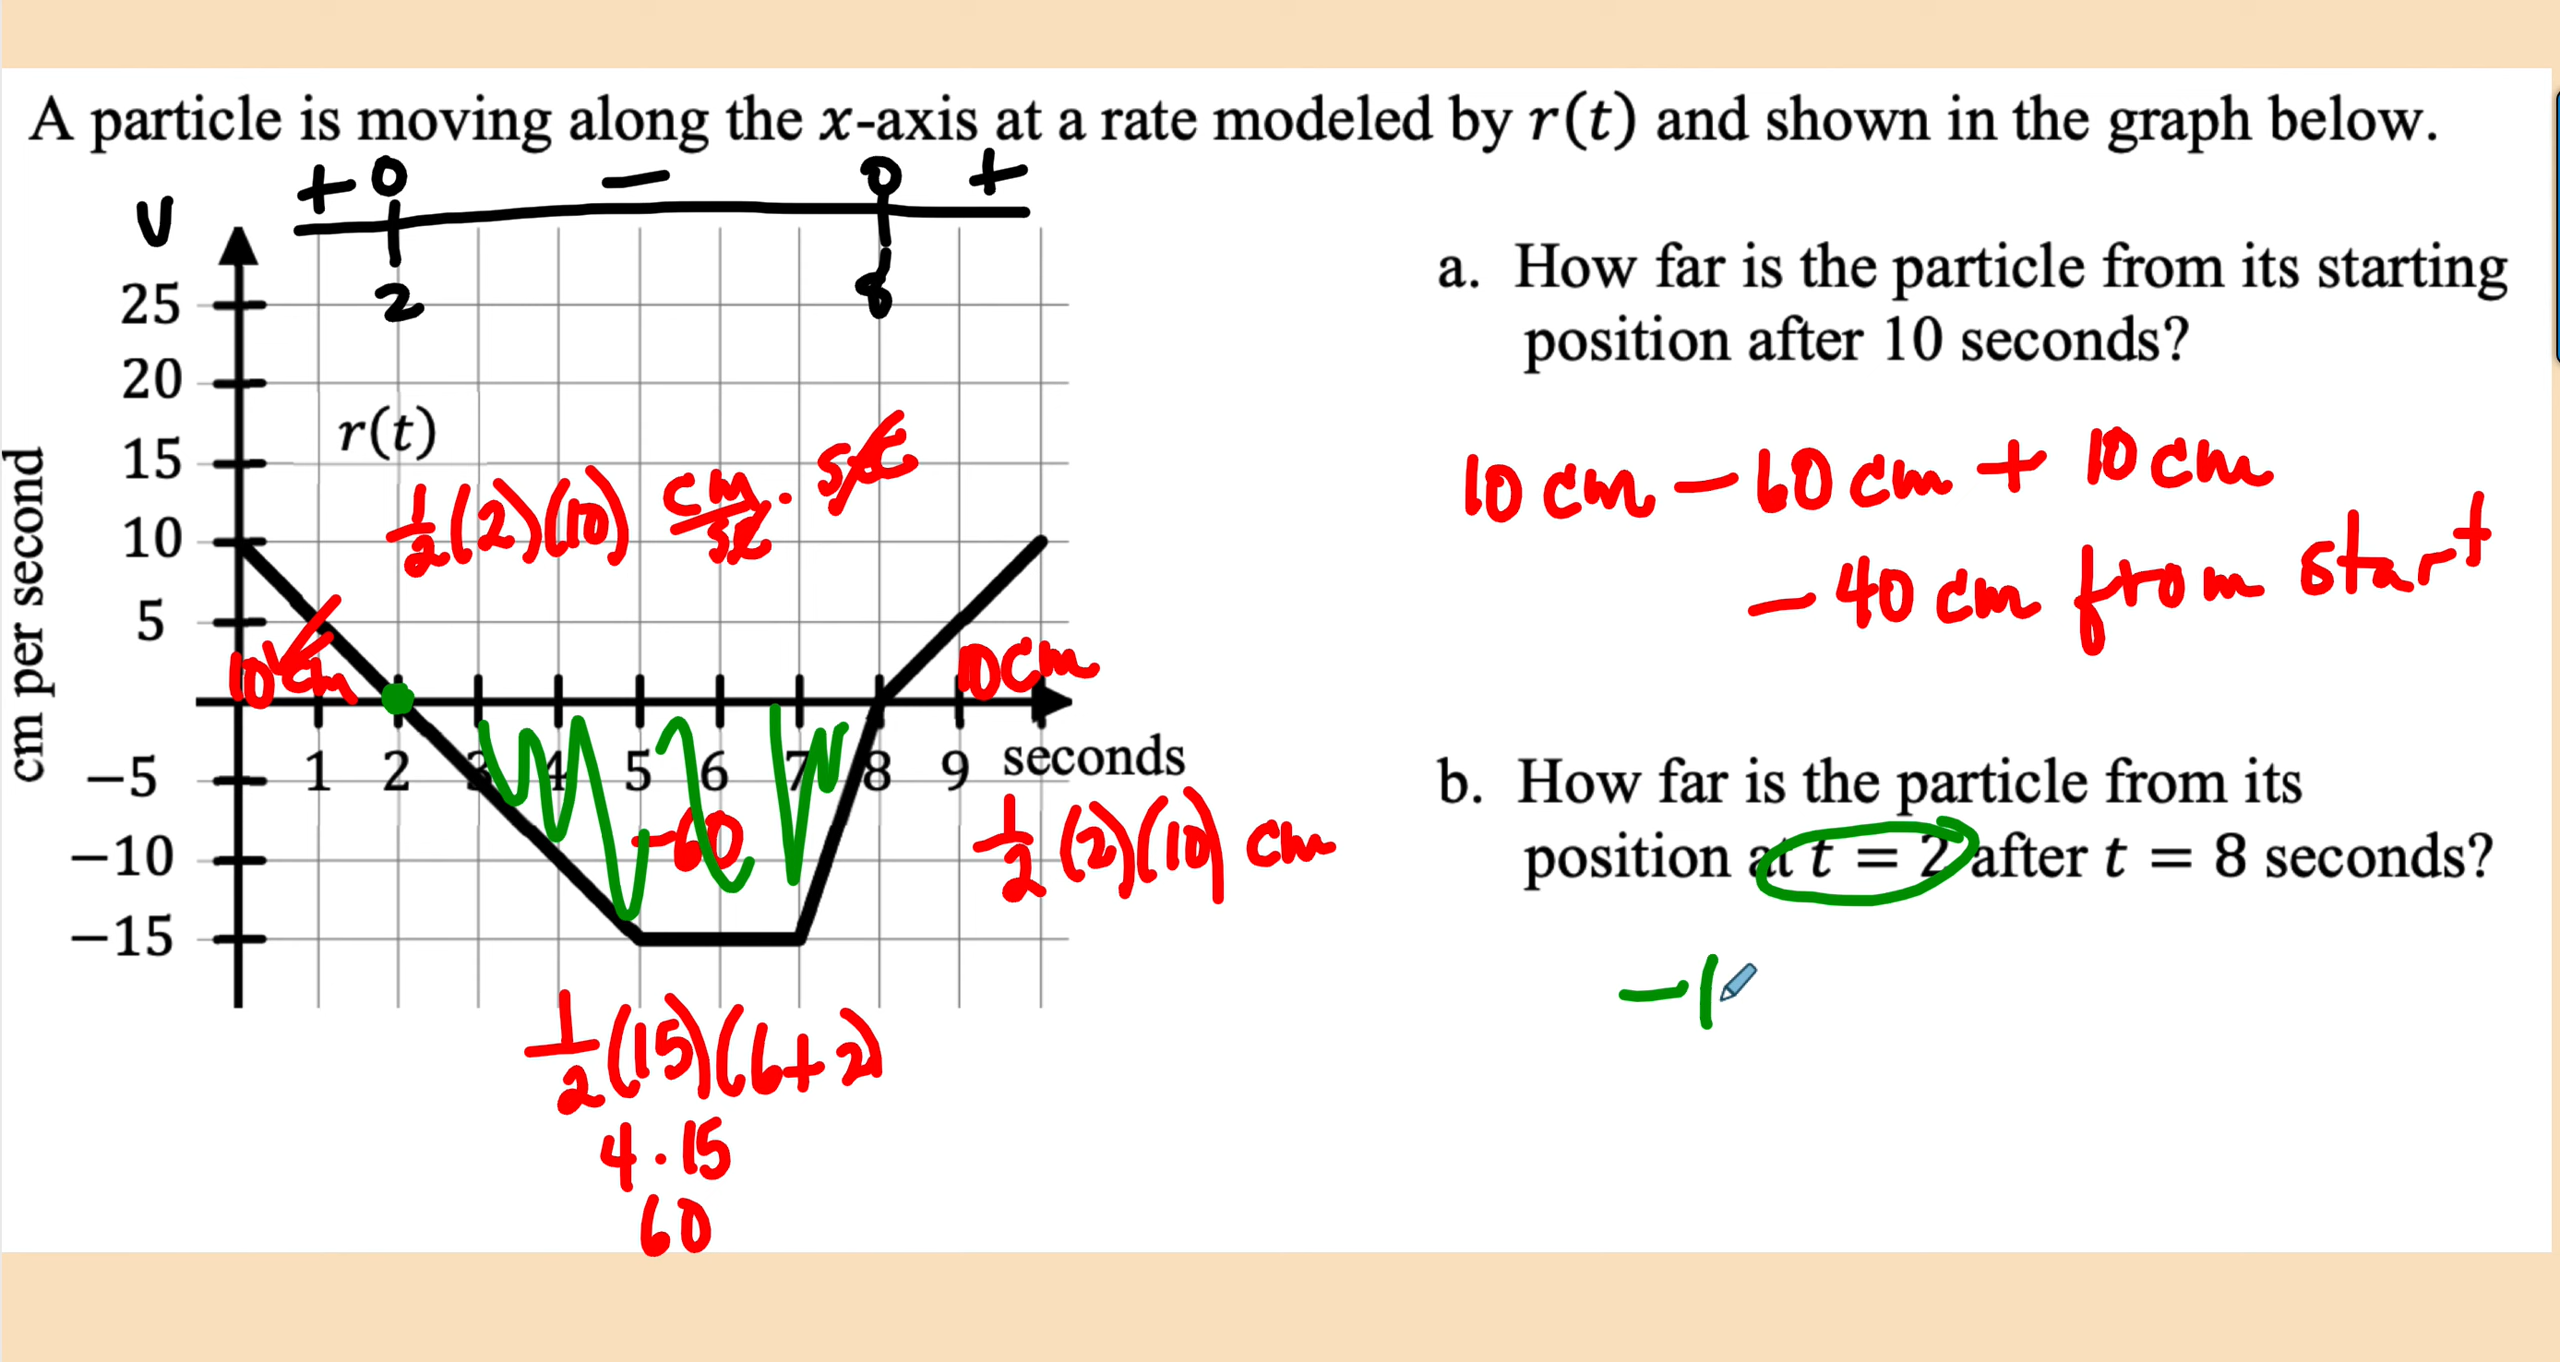 A particle is moving along the x-axis at a rate modeled by r(t) and shown in the graph below.
+ 0 − 0 +
V
2 8
25
20
15
10
5
−5
−10
−15
cm per second
r(t)
1/2 (2)(10) cm/sec · sec
10 cm
10 cm
1 2 3 4 5 6 7 8 9 seconds
−60
1/2 (2)(10) cm
1/2 (15)(6+2)
4 · 15
60
a. How far is the particle from its starting
position after 10 seconds?
10 cm − 60 cm + 10 cm
− 40 cm from start
b. How far is the particle from its
position at t = 2 after t = 8 seconds?